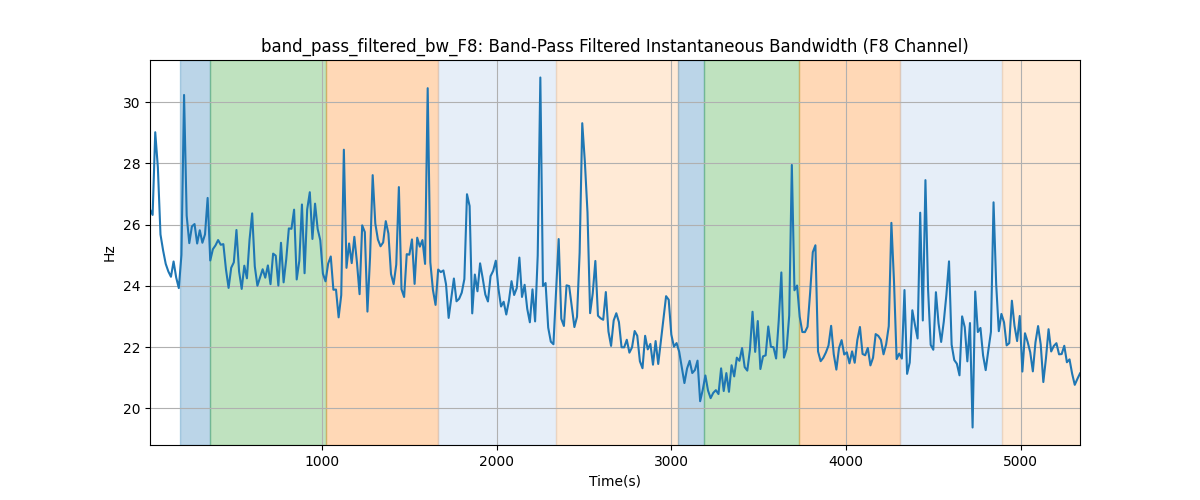 band_pass_filtered_bw_F8: Band-Pass Filtered Instantaneous Bandwidth (F8 Channel)
30
28
26
24
22
20
Hz
1000 2000 3000 4000 5000
Time(s)